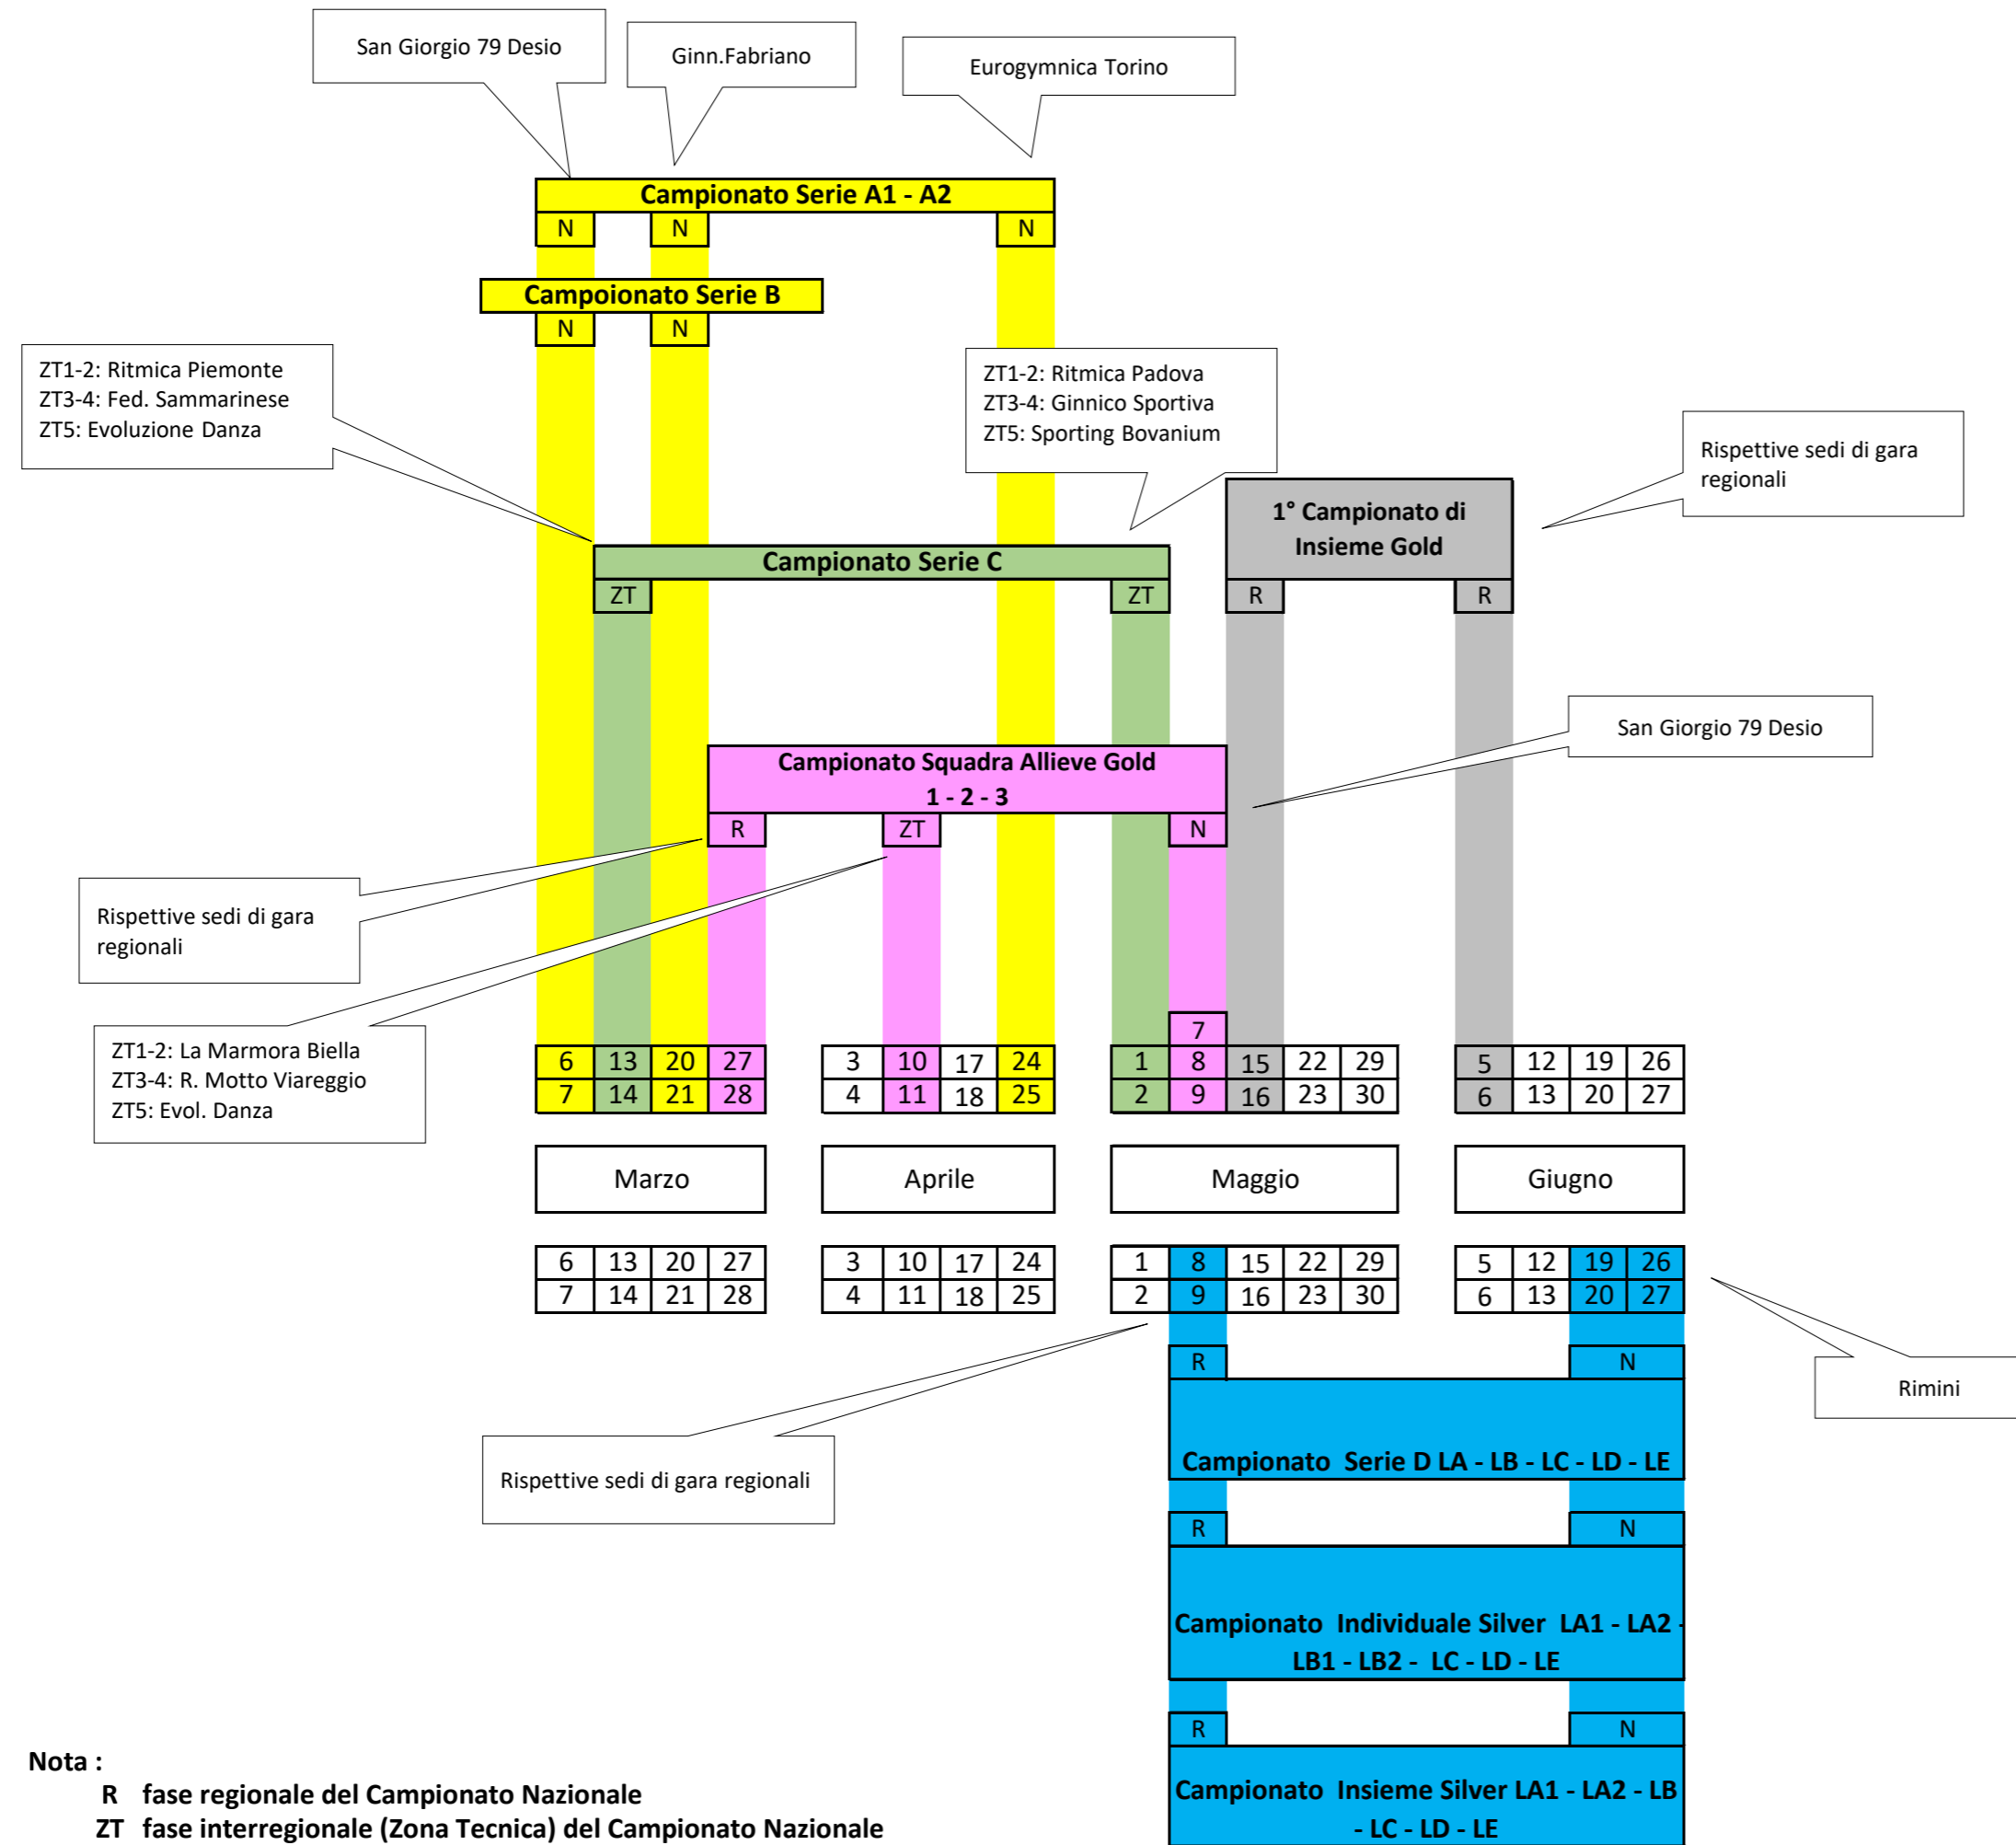 San Giorgio 79 Desio
Ginn.Fabriano
Eurogymnica Torino
Campionato Serie A1 - A2
N N N
Campoionato Serie B
N N
ZT1-2: Ritmica Piemonte
ZT3-4: Fed. Sammarinese
ZT5: Evoluzione Danza
ZT1-2: Ritmica Padova
ZT3-4: Ginnico Sportiva
ZT5: Sporting Bovanium
Rispettive sedi di gara
regionali
1° Campionato di
Insieme Gold
Campionato Serie C
ZT ZT R R
San Giorgio 79 Desio
Campionato Squadra Allieve Gold
1 - 2 - 3
R ZT N
Rispettive sedi di gara
regionali
ZT1-2: La Marmora Biella
ZT3-4: R. Motto Viareggio
ZT5: Evol. Danza
7
6 13 20 27 3 10 17 24 1 8 15 22 29 5 12 19 26
7 14 21 28 4 11 18 25 2 9 16 23 30 6 13 20 27
Marzo Aprile Maggio Giugno
6 13 20 27 3 10 17 24 1 8 15 22 29 5 12 19 26
7 14 21 28 4 11 18 25 2 9 16 23 30 6 13 20 27
R N
Rimini
Campionato Serie D LA - LB - LC - LD - LE
Rispettive sedi di gara regionali
R N
Campionato Individuale Silver LA1 - LA2 -
LB1 - LB2 - LC - LD - LE
R N
Campionato Insieme Silver LA1 - LA2 - LB
- LC - LD - LE
Nota :
R fase regionale del Campionato Nazionale
ZT fase interregionale (Zona Tecnica) del Campionato Nazionale